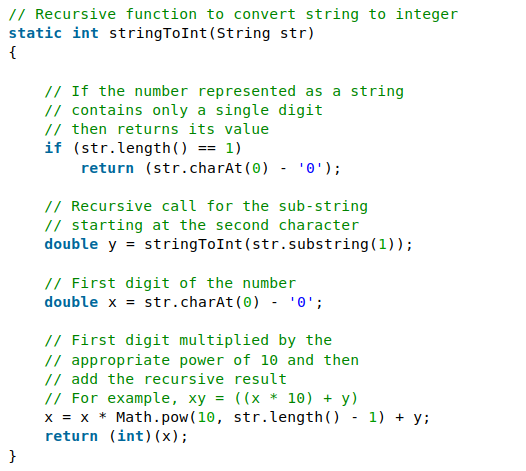 // Recursive function to convert string to integer
static int stringToInt(String str)
{
// If the number represented as a string
// contains only a single digit
// then returns its value
if (str.length() == 1)
return (str.charAt(0) - '0');
// Recursive call for the sub-string
// starting at the second character
double y = stringToInt(str.substring(1));
// First digit of the number
double x = str.charAt(0) - '0';
// First digit multiplied by the
// appropriate power of 10 and then
// add the recursive result
// For example, xy = ((x * 10) + y)
x = x * Math.pow(10, str.length() - 1) + y;
return (int)(x);
}